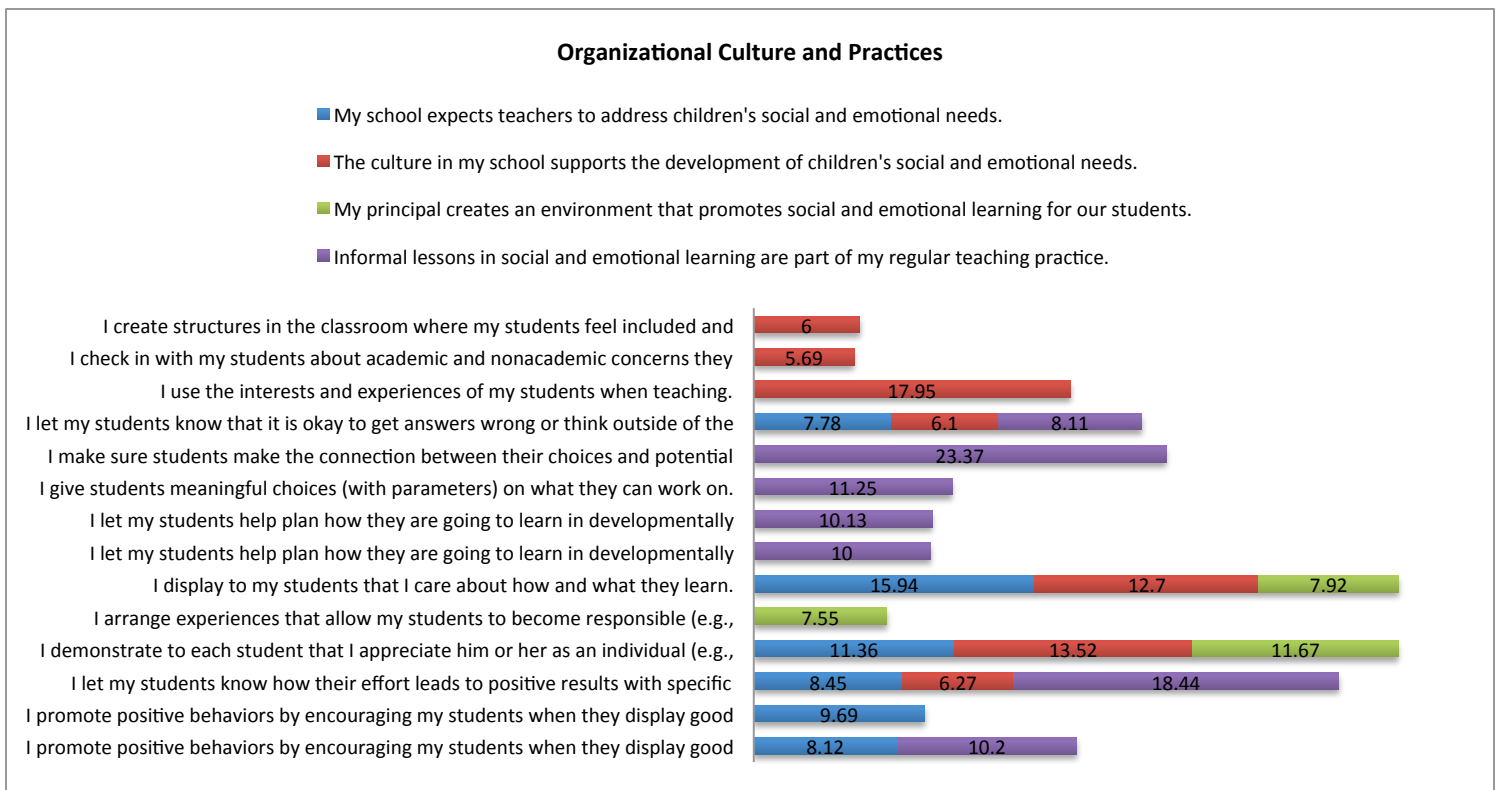 Organizational Culture and Practices
My school expects teachers to address children's social and emotional needs.
The culture in my school supports the development of children's social and emotional needs.
My principal creates an environment that promotes social and emotional learning for our students.
Informal lessons in social and emotional learning are part of my regular teaching practice.
I create structures in the classroom where my students feel included and 6
I check in with my students about academic and nonacademic concerns they 5.69
I use the interests and experiences of my students when teaching. 17.95
I let my students know that it is okay to get answers wrong or think outside of the 7.78 6.1 8.11
I make sure students make the connection between their choices and potential 23.37
I give students meaningful choices (with parameters) on what they can work on. 11.25
I let my students help plan how they are going to learn in developmentally 10.13
I let my students help plan how they are going to learn in developmentally 10
I display to my students that I care about how and what they learn. 15.94 12.7 7.92
I arrange experiences that allow my students to become responsible (e.g., 7.55
I demonstrate to each student that I appreciate him or her as an individual (e.g., 11.36 13.52 11.67
I let my students know how their effort leads to positive results with specific 8.45 6.27 18.44
I promote positive behaviors by encouraging my students when they display good 9.69
I promote positive behaviors by encouraging my students when they display good 8.12 10.2